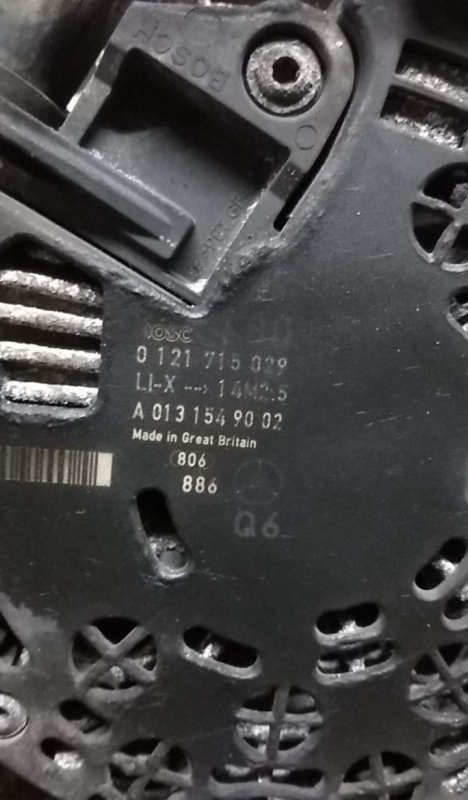 BOSCH
0 121 715 029
LI-X --> 14M2.5
A 013 154 90 02
Made in Great Britain
806
886
Q6